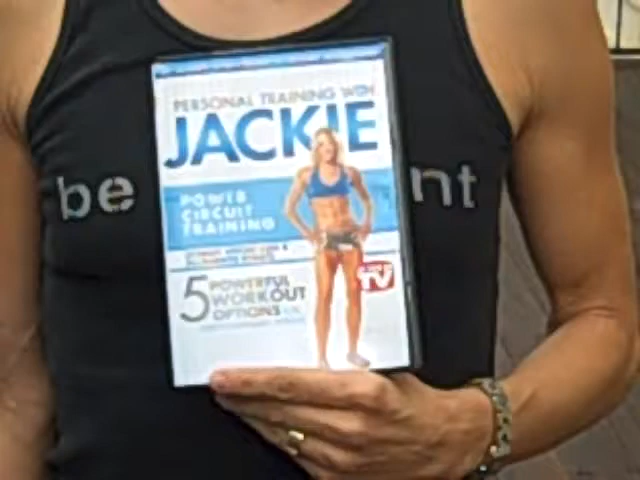 PERSONAL TRAINING WITH
JACKIE
be
nt
POWER
CIRCUIT
TRAINING
5 POWERFUL
WORKOUT
OPTIONS
TV